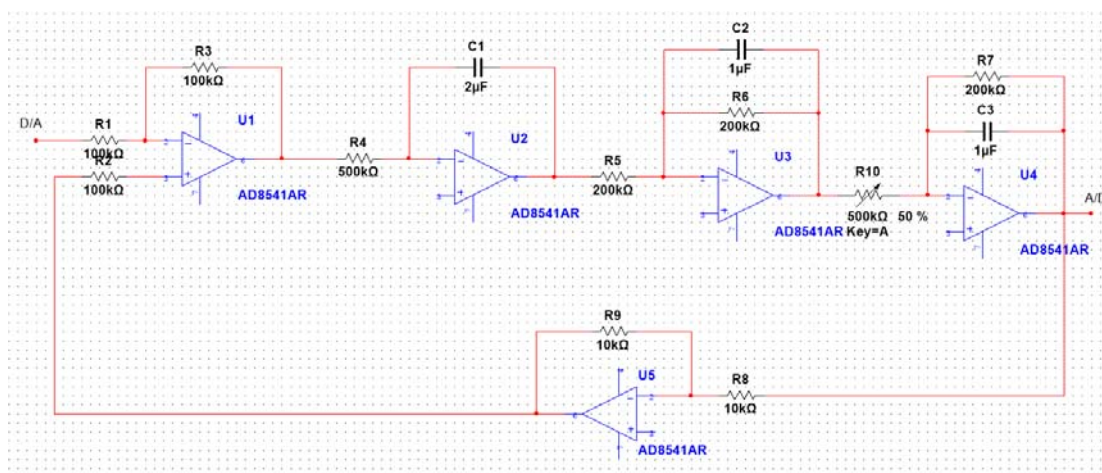 D/A
R1
100kΩ
R2
100kΩ
R3
100kΩ
U1
AD8541AR
R4
500kΩ
C1
2µF
U2
AD8541AR
R5
200kΩ
C2
1µF
R6
200kΩ
U3
AD8541AR
R10
500kΩ 50 %
Key=A
R7
200kΩ
C3
1µF
U4
AD8541AR
A/D
R9
10kΩ
U5
R8
10kΩ
AD8541AR